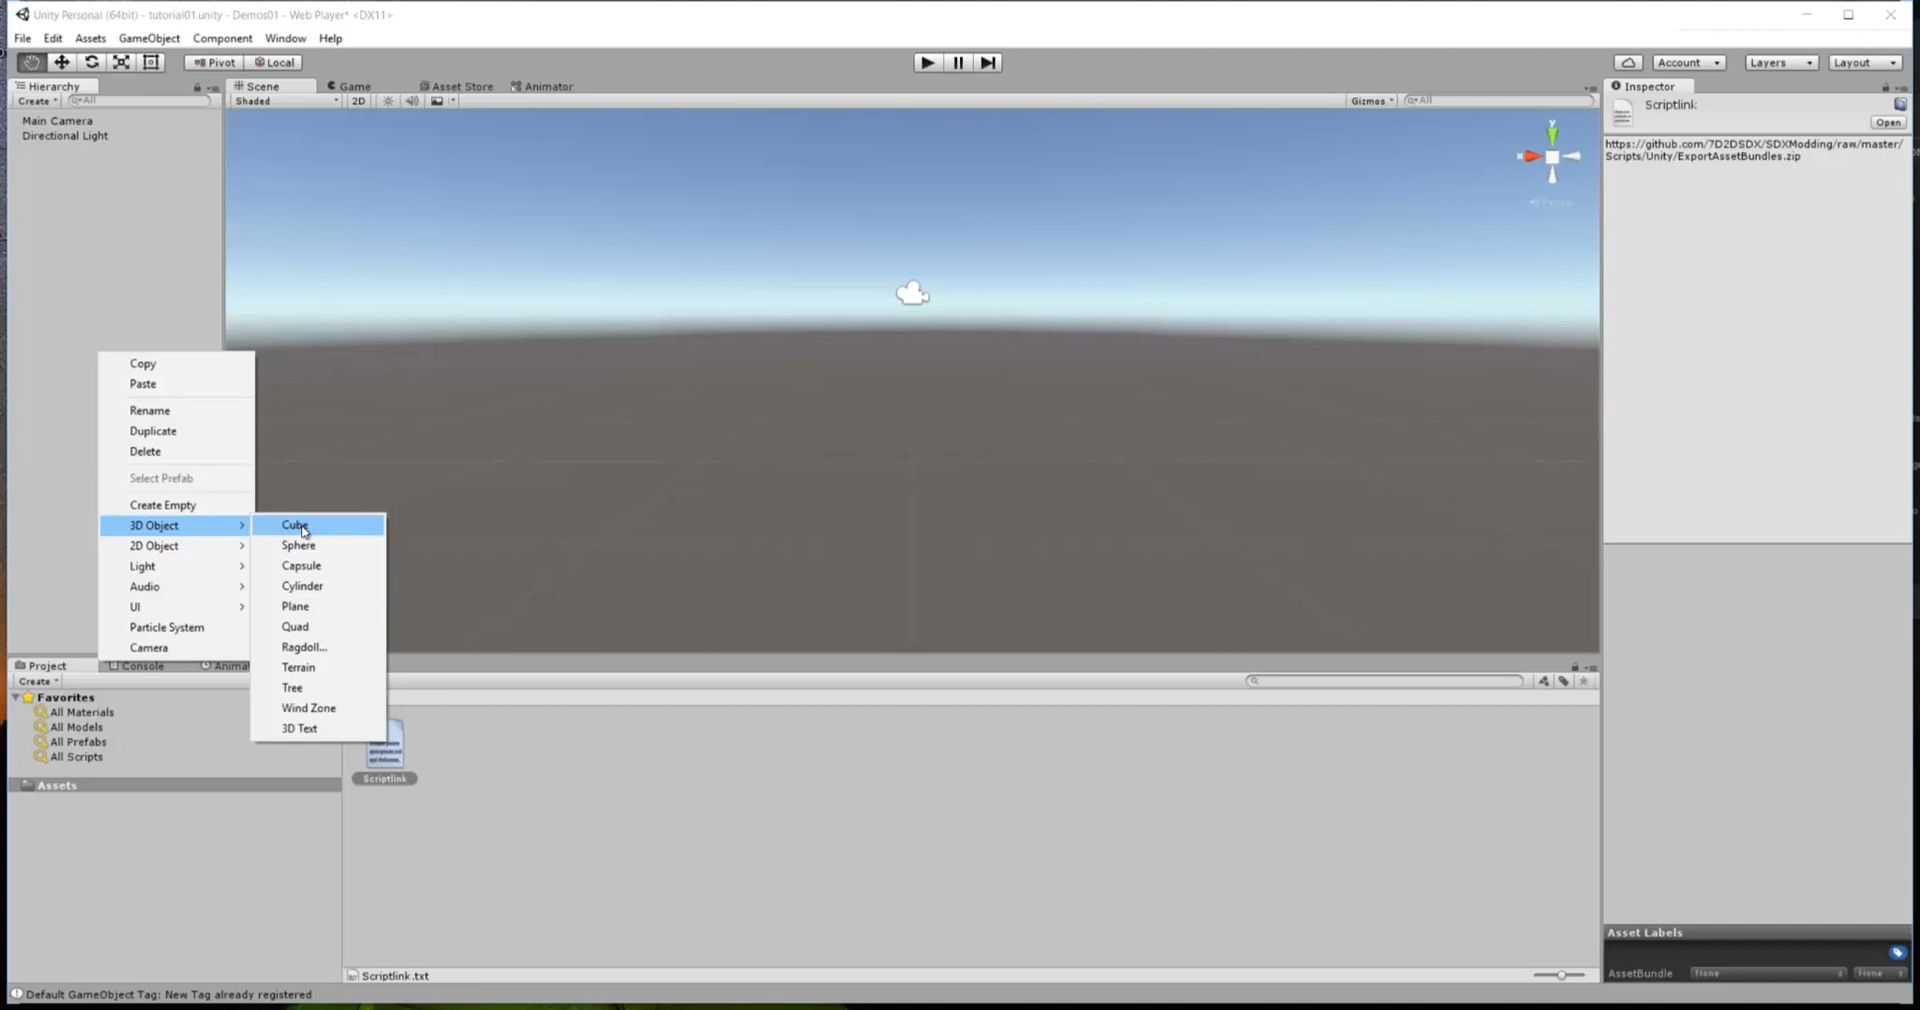 Unity Personal (64bit) - tutorial01.unity - Demos01 - Web Player* <DX11>
File Edit Assets GameObject Component Window Help
Pivot Local Account Layers Layout
Hierarchy Scene Game Asset Store Animator Inspector
Create All Shaded 2D Gizmos All
Scriptlink
Open
Main Camera
Directional Light
https://github.com/7D2DSDX/SDXModding/raw/master/
Scripts/Unity/ExportAssetBundles.zip
y
x
Persp
Copy
Paste
Rename
Duplicate
Delete
Select Prefab
Create Empty
3D Object
2D Object
Light
Audio
UI
Particle System
Camera
Cube
Sphere
Capsule
Cylinder
Plane
Quad
Ragdoll...
Terrain
Tree
Wind Zone
3D Text
Project Console
Create
Favorites
All Materials
All Models
All Prefabs
All Scripts
Assets
Scriptlink
Asset Labels
AssetBundle None None
Scriptlink.txt
Default GameObject Tag: New Tag already registered